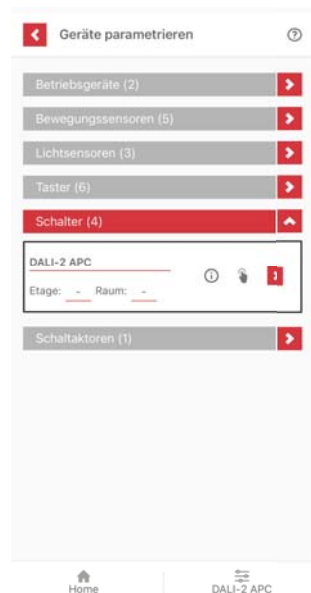 Geräte parametrieren
Betriebsgeräte (2)
Bewegungssensoren (5)
Lichtsensoren (3)
Taster (6)
Schalter (4)
DALI-2 APC
Etage: - Raum: -
Schaltaktoren (1)
Home DALI-2 APC